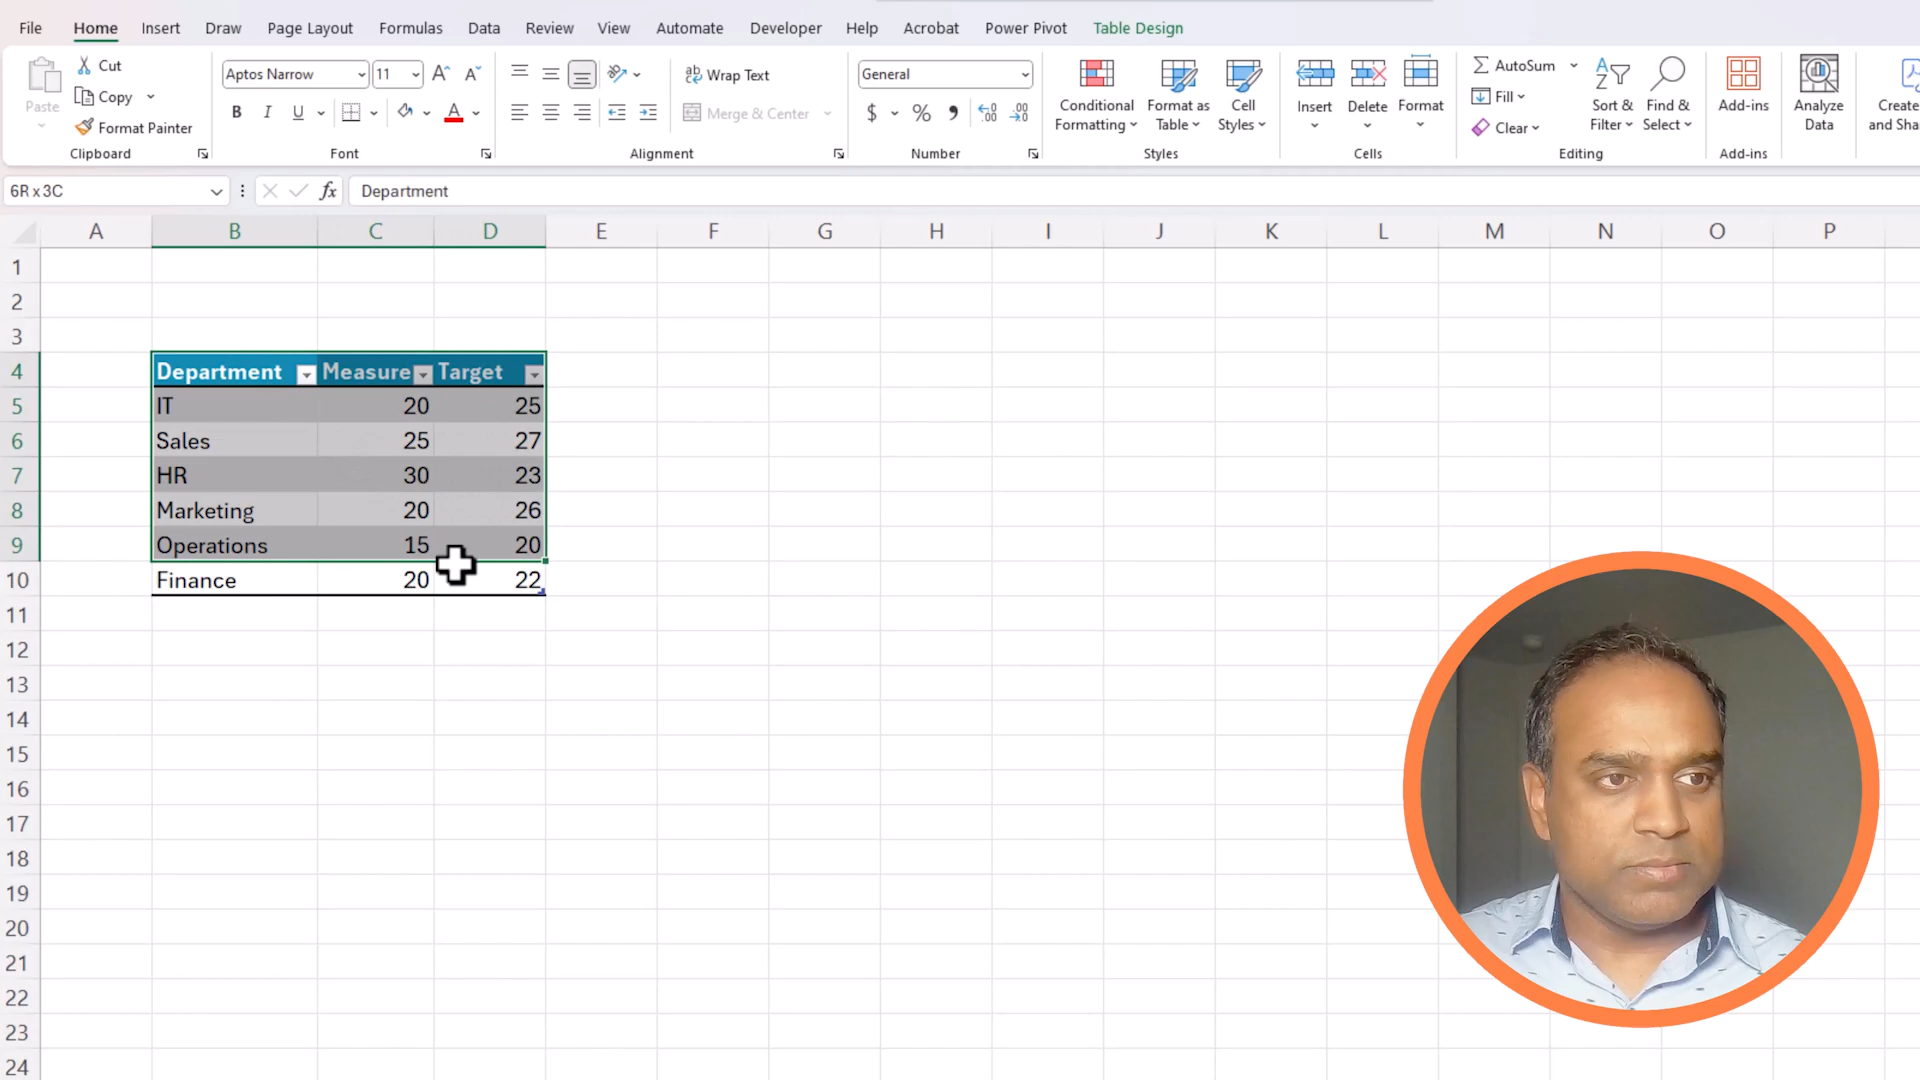 File Home Insert Draw Page Layout Formulas Data Review View Automate Developer Help Acrobat Power Pivot Table Design
Paste
Cut
Copy
Format Painter
Clipboard
Aptos Narrow 11 A A
B I U A
Font
ab Wrap Text
Merge & Center
Alignment
General
$ % 9
Number
Conditional Formatting
Format as Table
Cell Styles
Styles
Insert Delete Format
Cells
AutoSum
Fill
Clear
Sort & Filter
Find & Select
Editing
Add-ins
Add-ins
Analyze Data
Create
6R x 3C fx Department
A B C D E F G H I J K L M N O P
1
2
3
4 Department Measure Target
5 IT 20 25
6 Sales 25 27
7 HR 30 23
8 Marketing 20 26
9 Operations 15 20
10 Finance 20 22
11
12
13
14
15
16
17
18
19
20
21
22
23
24